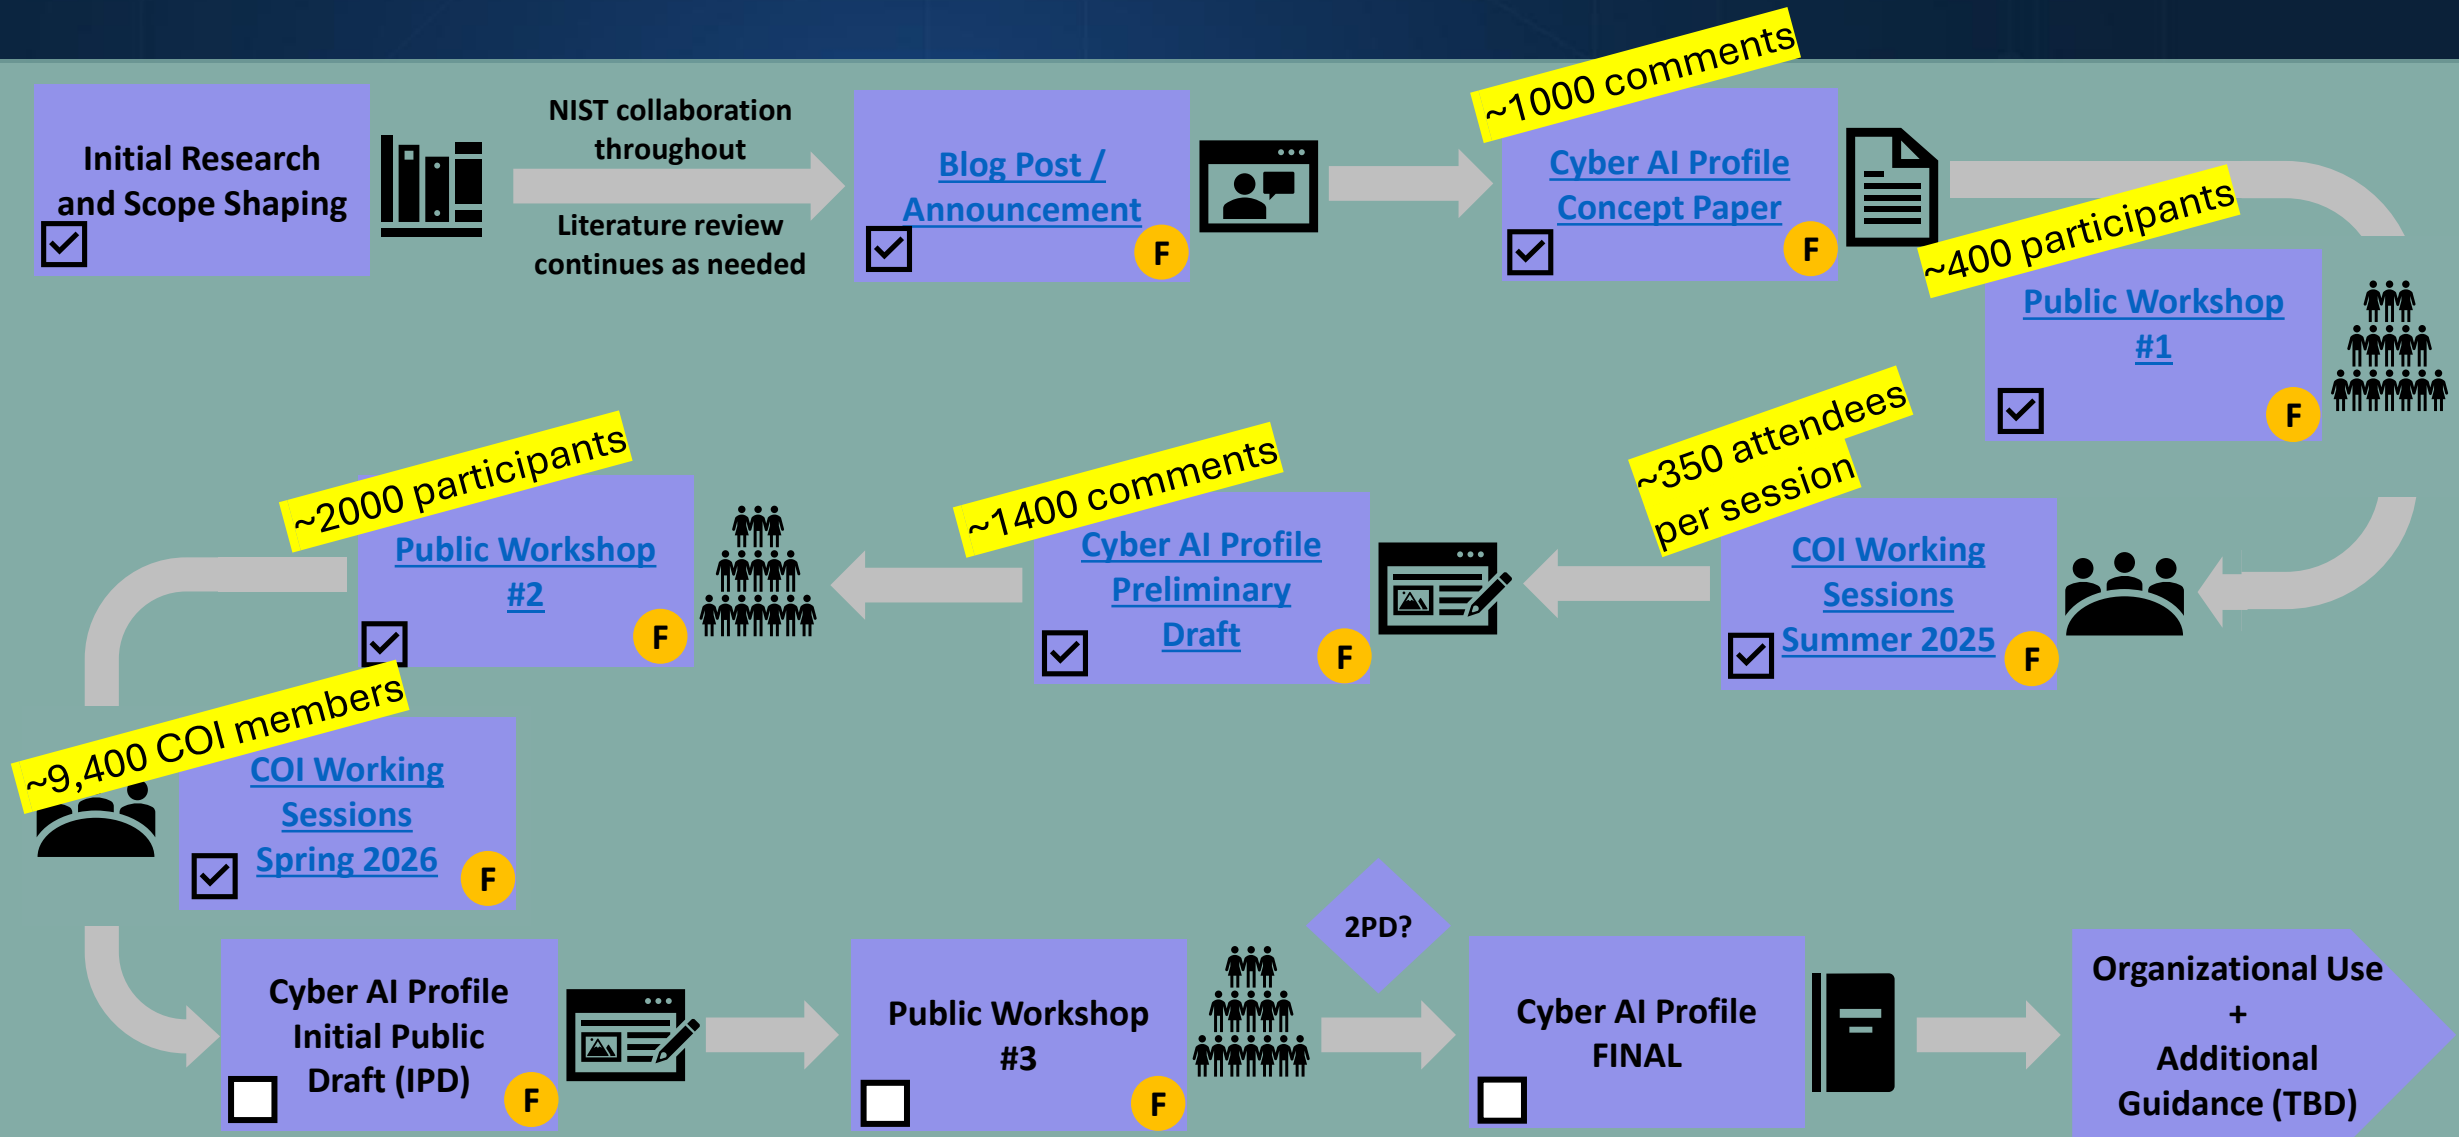 Initial Research
and Scope Shaping
NIST collaboration
throughout
Literature review
continues as needed
Blog Post /
Announcement
F
~1000 comments
Cyber AI Profile
Concept Paper
F
~400 participants
Public Workshop
#1
F
~350 attendees
per session
COI Working
Sessions
Summer 2025
F
~1400 comments
Cyber AI Profile
Preliminary
Draft
F
~2000 participants
Public Workshop
#2
F
~9,400 COI members
COI Working
Sessions
Spring 2026
F
Cyber AI Profile
Initial Public
Draft (IPD)
F
Public Workshop
#3
F
2PD?
Cyber AI Profile
FINAL
Organizational Use
+
Additional
Guidance (TBD)